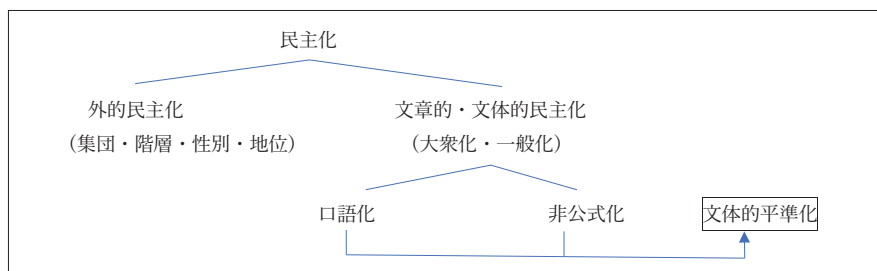 民主化
外的民主化
(集団・階層・性別・地位)
文章的・文体的民主化
(大衆化・一般化)
口語化
非公式化
文体的平準化